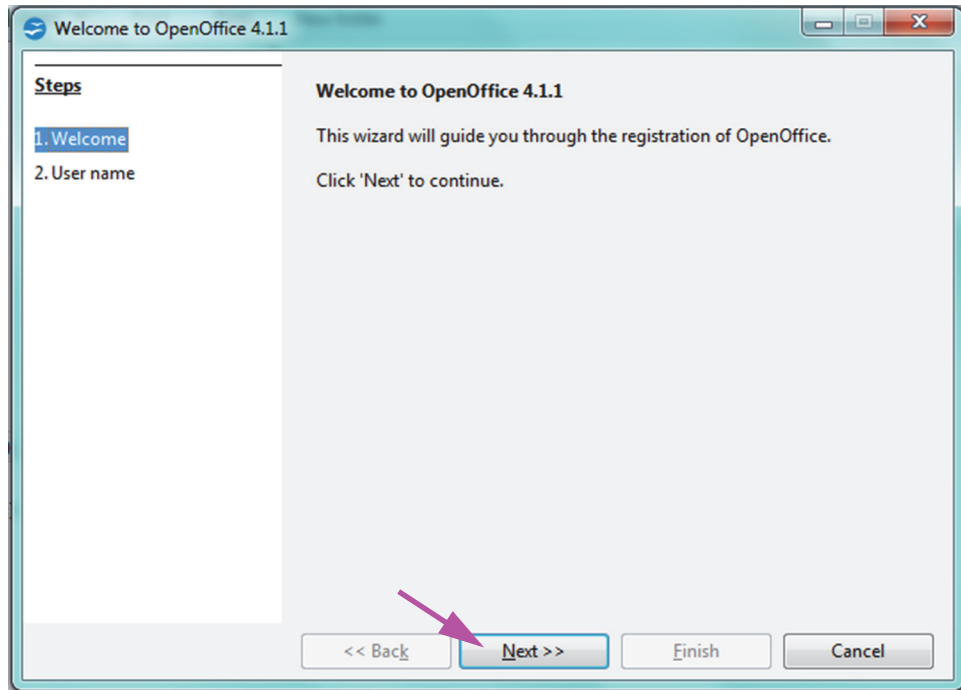 Welcome to OpenOffice 4.1.1
Steps
1. Welcome
2. User name
Welcome to OpenOffice 4.1.1
This wizard will guide you through the registration of OpenOffice.
Click 'Next' to continue.
<< Back
Next >>
Finish
Cancel